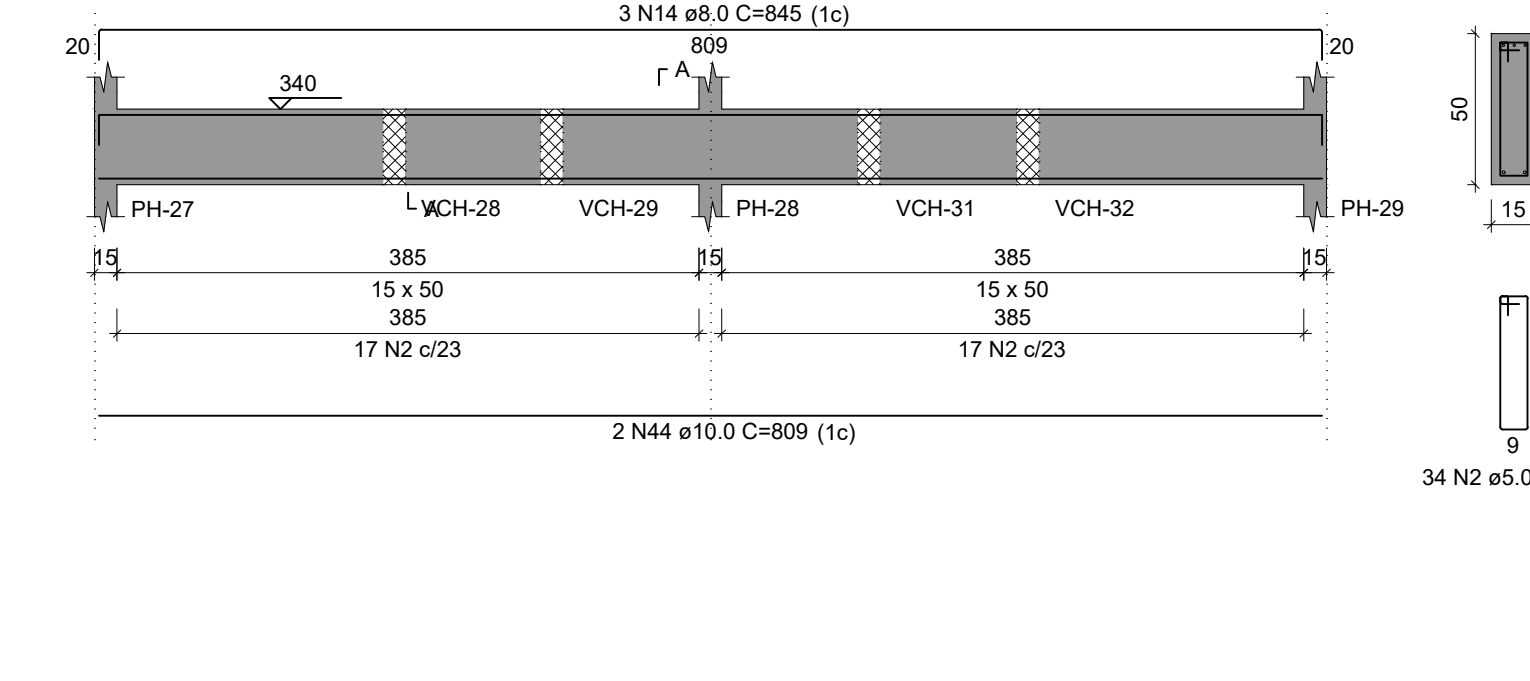 3 N14 ø8.0 C=845 (1c)
20 809 20
A
340
50
PH-27 A VCH-28 VCH-29 PH-28 VCH-31 VCH-32 PH-29
15
15 385 15 385 15
15 x 50 15 x 50
385 385
17 N2 c/23 17 N2 c/23
2 N44 ø10.0 C=809 (1c)
9
34 N2 ø5.0